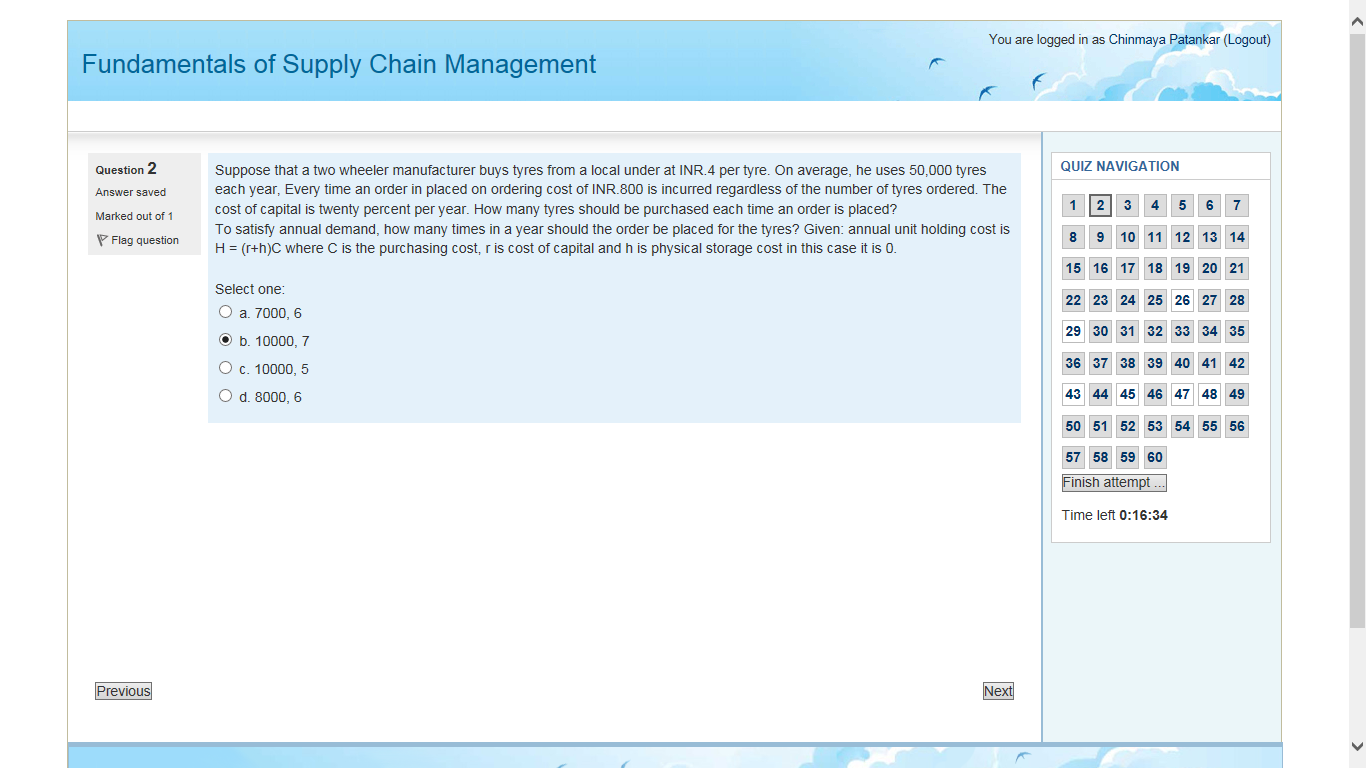 You are logged in as Chinmaya Patankar (Logout)
Fundamentals of Supply Chain Management
Question 2
Answer saved
Marked out of 1
Flag question
Suppose that a two wheeler manufacturer buys tyres from a local under at INR.4 per tyre. On average, he uses 50,000 tyres
each year, Every time an order in placed on ordering cost of INR.800 is incurred regardless of the number of tyres ordered. The
cost of capital is twenty percent per year. How many tyres should be purchased each time an order is placed?
To satisfy annual demand, how many times in a year should the order be placed for the tyres? Given: annual unit holding cost is
H = (r+h)C where C is the purchasing cost, r is cost of capital and h is physical storage cost in this case it is 0.
Select one:
a. 7000, 6
b. 10000, 7
c. 10000, 5
d. 8000, 6
Previous
Next
QUIZ NAVIGATION
1 2 3 4 5 6 7
8 9 10 11 12 13 14
15 16 17 18 19 20 21
22 23 24 25 26 27 28
29 30 31 32 33 34 35
36 37 38 39 40 41 42
43 44 45 46 47 48 49
50 51 52 53 54 55 56
57 58 59 60
Finish attempt ...
Time left 0:16:34